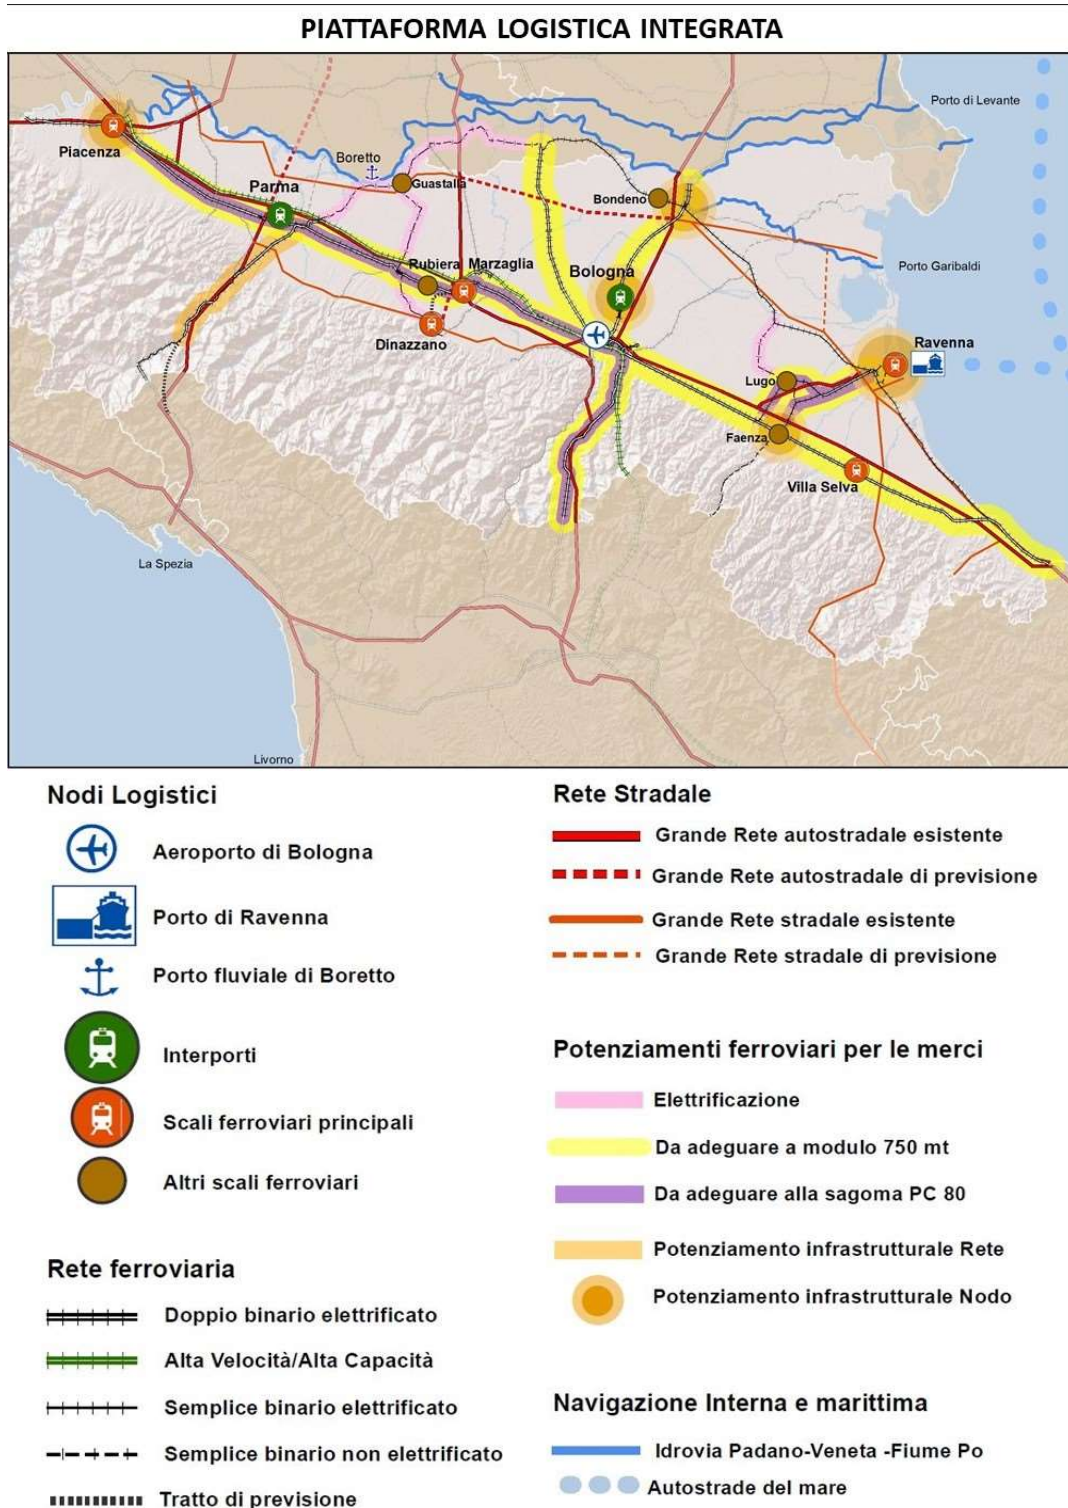 PIATTAFORMA LOGISTICA INTEGRATA
Porto di Levante
Piacenza
Boretto
Guastalla
Parma
Bondeno
Rubiera
Marzaglia
Bologna
Porto Garibaldi
Dinazzano
Ravenna
Lugo
Faenza
Villa Selva
La Spezia
Livorno
Nodi Logistici
Aeroporto di Bologna
Porto di Ravenna
Porto fluviale di Boretto
Interporti
Scali ferroviari principali
Altri scali ferroviari
Rete ferroviaria
Doppio binario elettrificato
Alta Velocità/Alta Capacità
Semplice binario elettrificato
Semplice binario non elettrificato
Tratto di previsione
Rete Stradale
Grande Rete autostradale esistente
Grande Rete autostradale di previsione
Grande Rete stradale esistente
Grande Rete stradale di previsione
Potenziamenti ferroviari per le merci
Elettrificazione
Da adeguare a modulo 750 mt
Da adeguare alla sagoma PC 80
Potenziamento infrastrutturale Rete
Potenziamento infrastrutturale Nodo
Navigazione Interna e marittima
Idrovia Padano-Veneta -Fiume Po
Autostrade del mare